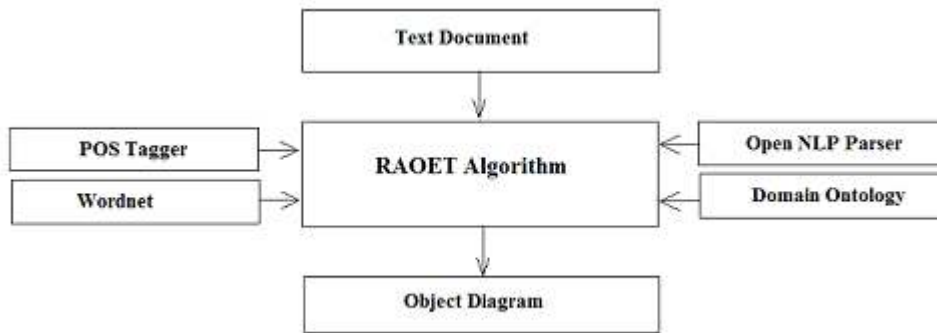 Text Document
POS Tagger
Wordnet
RAOET Algorithm
Open NLP Parser
Domain Ontology
Object Diagram